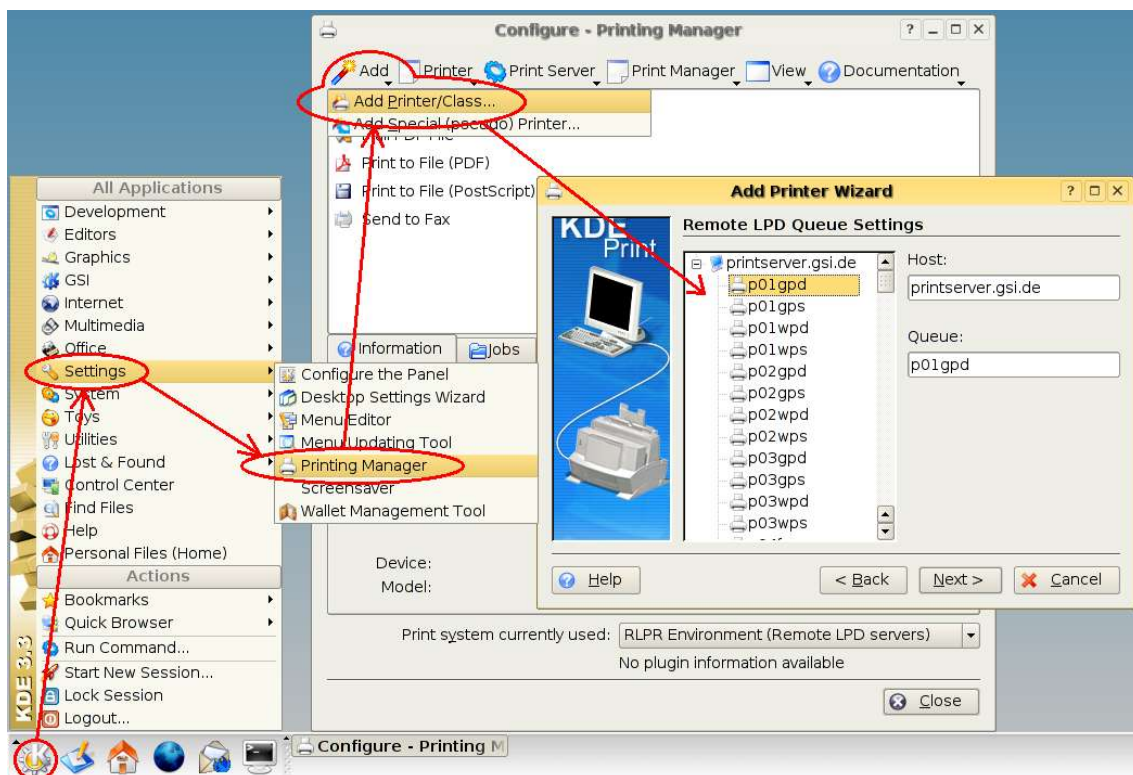 Configure - Printing Manager
Add Printer Print Server Print Manager View Documentation
Add Printer/Class...
Add Special (pseudo) Printer...
Print to File (PDF)
Print to File (PostScript)
Send to Fax
Information Jobs
Device:
Model:
Print system currently used: RLPR Environment (Remote LPD servers)
No plugin information available
Close
All Applications
Development
Editors
Graphics
GSI
Internet
Multimedia
Office
Settings
System
Toys
Utilities
Lost & Found
Control Center
Find Files
Help
Personal Files (Home)
Actions
Bookmarks
Quick Browser
Run Command...
Start New Session...
Lock Session
Logout...
KDE 3.3
Configure the Panel
Desktop Settings Wizard
Menu Editor
Menu Updating Tool
Printing Manager
Screensaver
Wallet Management Tool
Add Printer Wizard
KDE
Print
Remote LPD Queue Settings
printserver.gsi.de
p01gpd
p01gps
p01wpd
p01wps
p02gpd
p02gps
p02wpd
p02wps
p03gpd
p03gps
p03wpd
p03wps
Host:
printserver.gsi.de
Queue:
p01gpd
Help
< Back
Next >
Cancel
Configure - Printing M